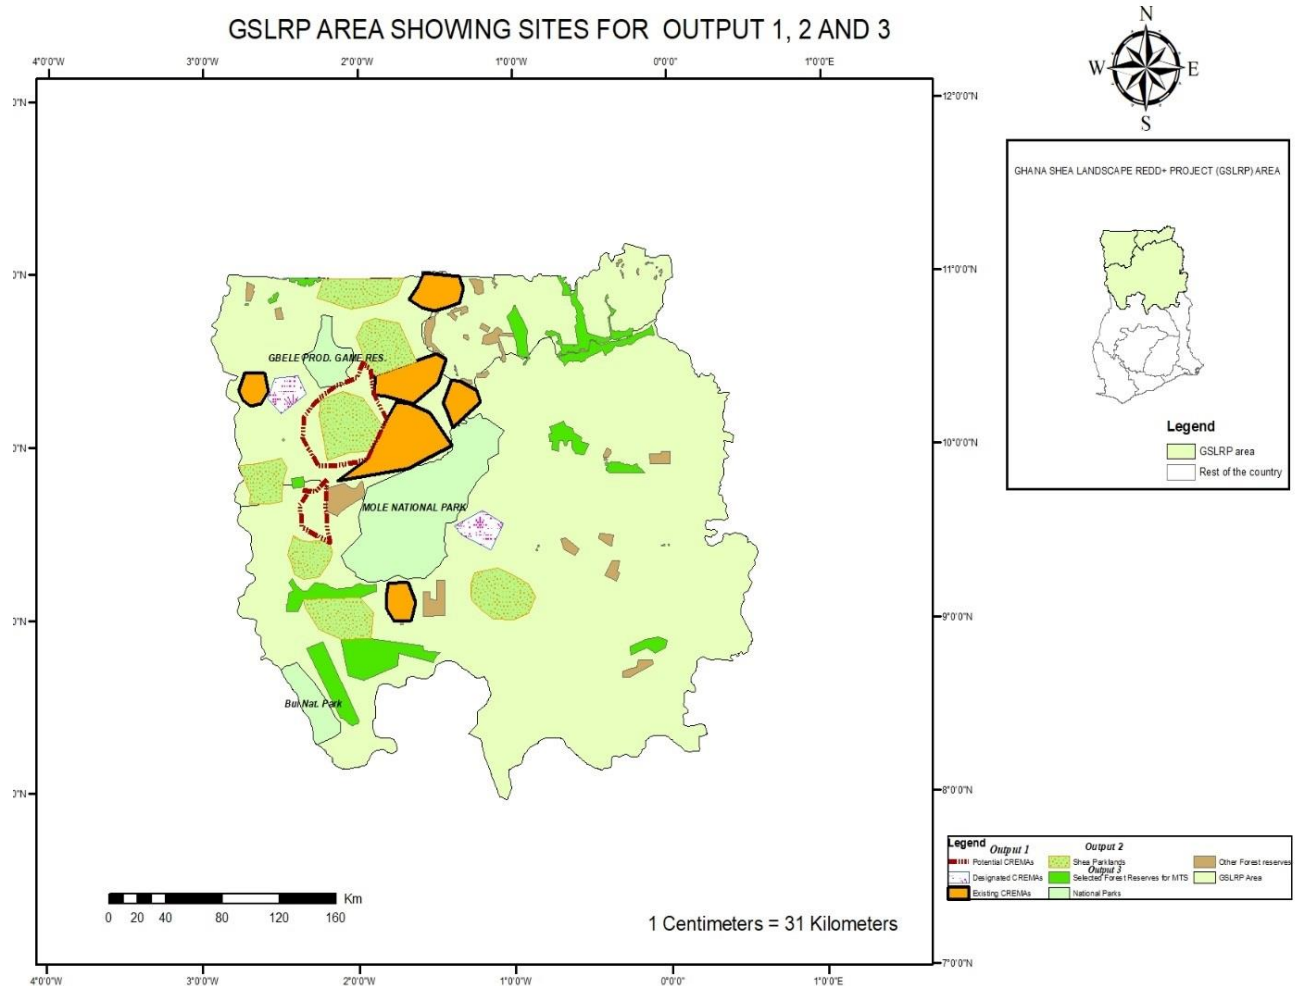 GSLRP AREA SHOWING SITES FOR OUTPUT 1, 2 AND 3
N
W E
S
4°0'0"W 3°0'0"W 2°0'0"W 1°0'0"W 0°0'0" 1°0'0"E
0'N 12°0'0"N
GHANA SHEA LANDSCAPE REDD+ PROJECT (GSLRP) AREA
0'N 11°0'0"N
GBELE PROD. GAME RES.
Legend
GSLRP area
Rest of the country
0'N 10°0'0"N
MOLE NATIONAL PARK
0'N 9°0'0"N
Bui Nat. Park
0'N 8°0'0"N
Legend
Output 1 Output 2
Potential CREMAs Shea Parklands Other Forest reserves
Output 3
Designated CREMAs Selected Forest Reserves for MTS GSLRP Area
Existing CREMAs National Parks
Km
0 20 40 80 120 160
1 Centimeters = 31 Kilometers
7°0'0"N
4°0'0"W 3°0'0"W 2°0'0"W 1°0'0"W 0°0'0" 1°0'0"E